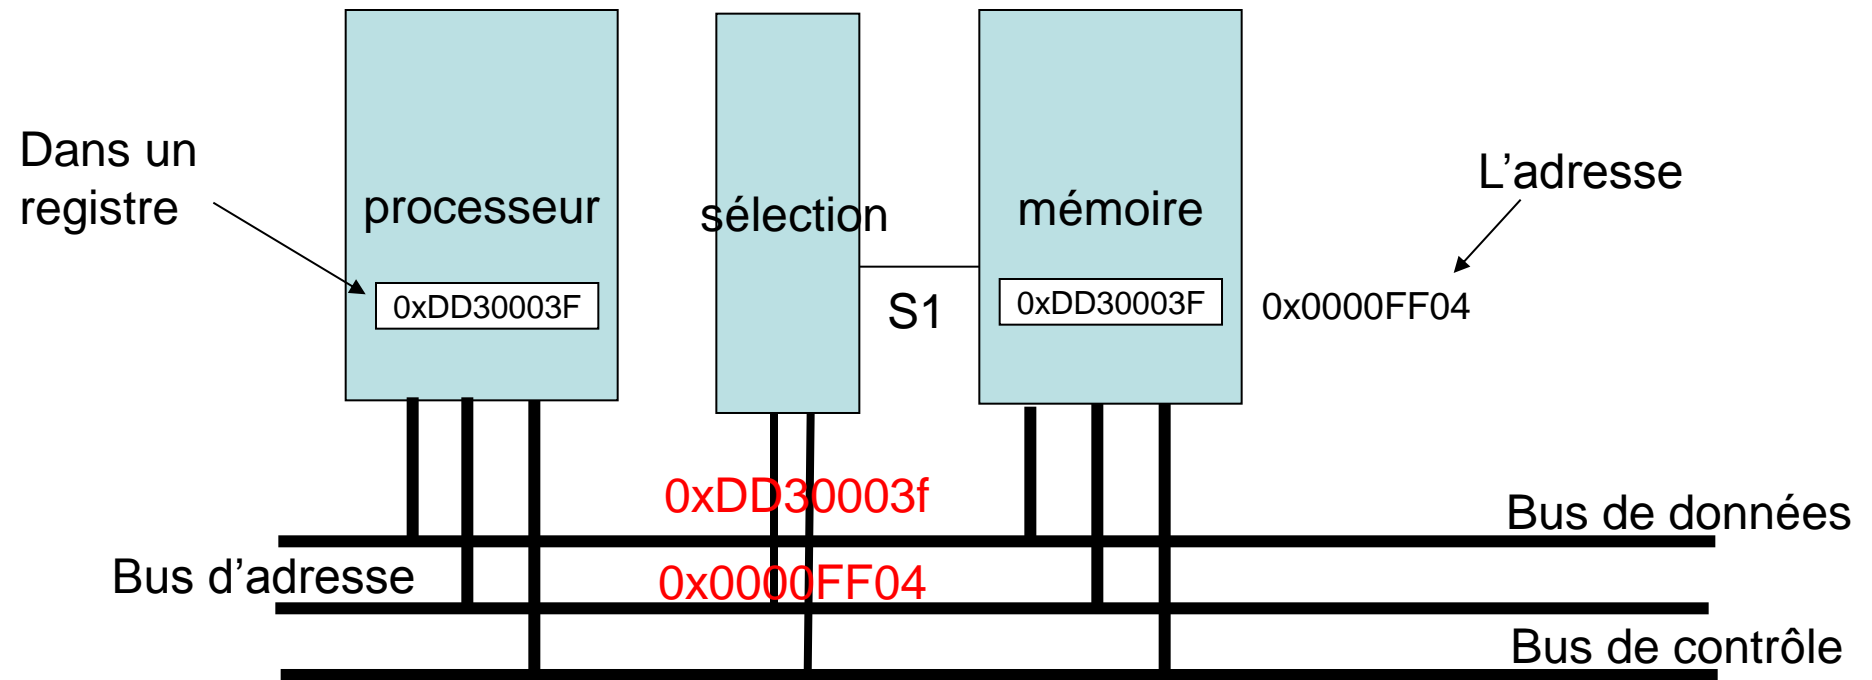 Dans un
registre
processeur
0xDD30003F
sélection
S1
mémoire
0xDD30003F
0x0000FF04
L’adresse
0xDD30003f
Bus de données
Bus d’adresse
0x0000FF04
Bus de contrôle